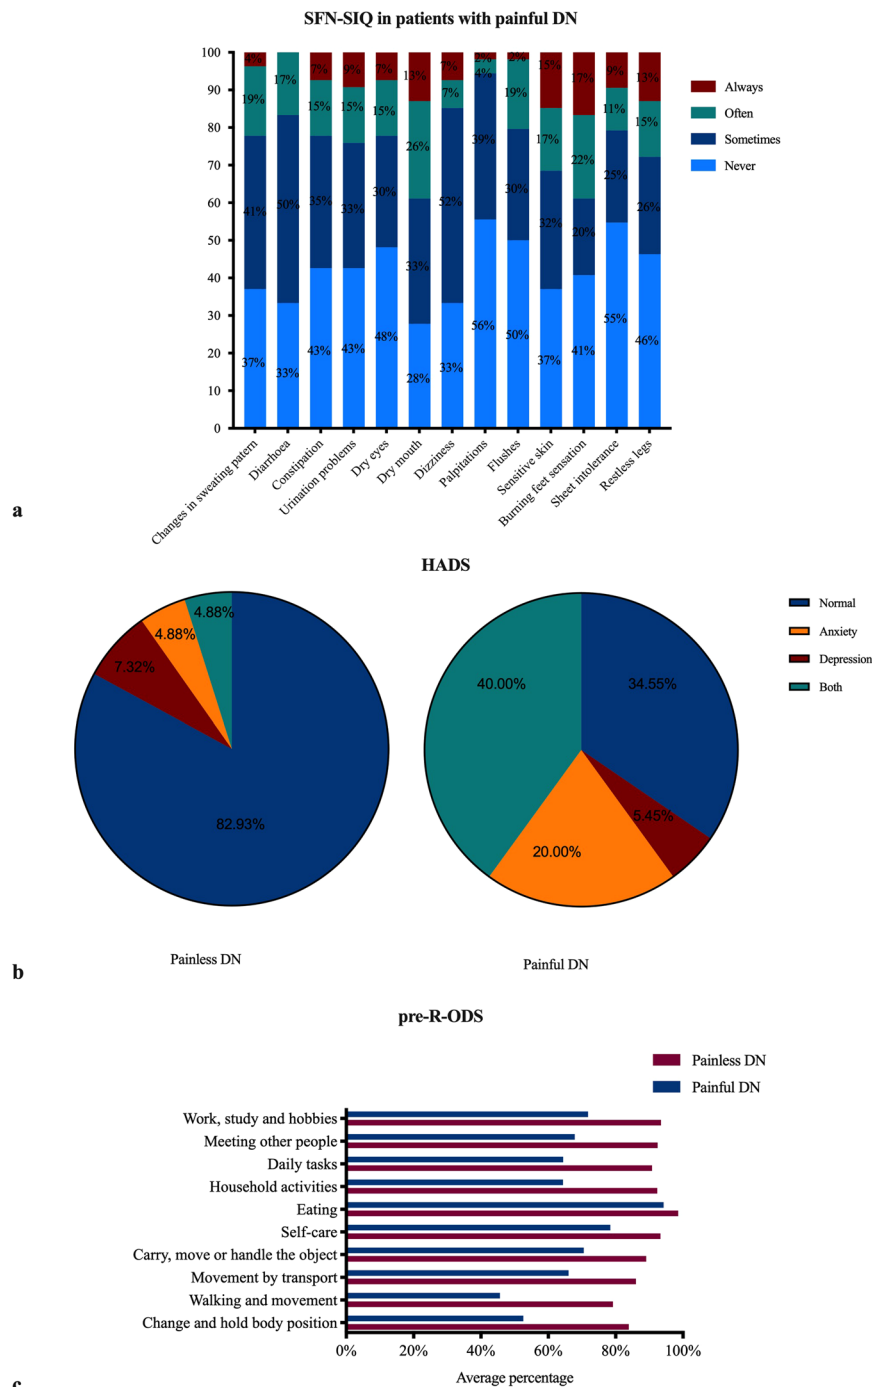 SFN-SIQ in patients with painful DN
100
90
80
70
60
50
40
30
20
10
0
4% 17% 7% 9% 7% 13% 7% 2% 2% 15% 17% 9% 13%
19% 15% 15% 15% 26% 7% 4% 19% 17% 22% 11% 15%
41% 50% 35% 33% 30% 33% 52% 39% 30% 32% 20% 25% 26%
37% 33% 43% 43% 48% 28% 33% 56% 50% 37% 41% 55% 46%
Always
Often
Sometimes
Never
Changes in sweating patern
Diarrhoea
Constipation
Urination problems
Dry eyes
Dry mouth
Dizziness
Palpitations
Flushes
Sensitive skin
Burning feet sensation
Sheet intolerance
Restless legs
a
HADS
4.88%
4.88%
7.32%
82.93%
40.00%
34.55%
5.45%
20.00%
Normal
Anxiety
Depression
Both
Painless DN
Painful DN
b
pre-R-ODS
Painless DN
Painful DN
Work, study and hobbies
Meeting other people
Daily tasks
Household activities
Eating
Self-care
Carry, move or handle the object
Movement by transport
Walking and movement
Change and hold body position
0% 20% 40% 60% 80% 100%
Average percentage
c